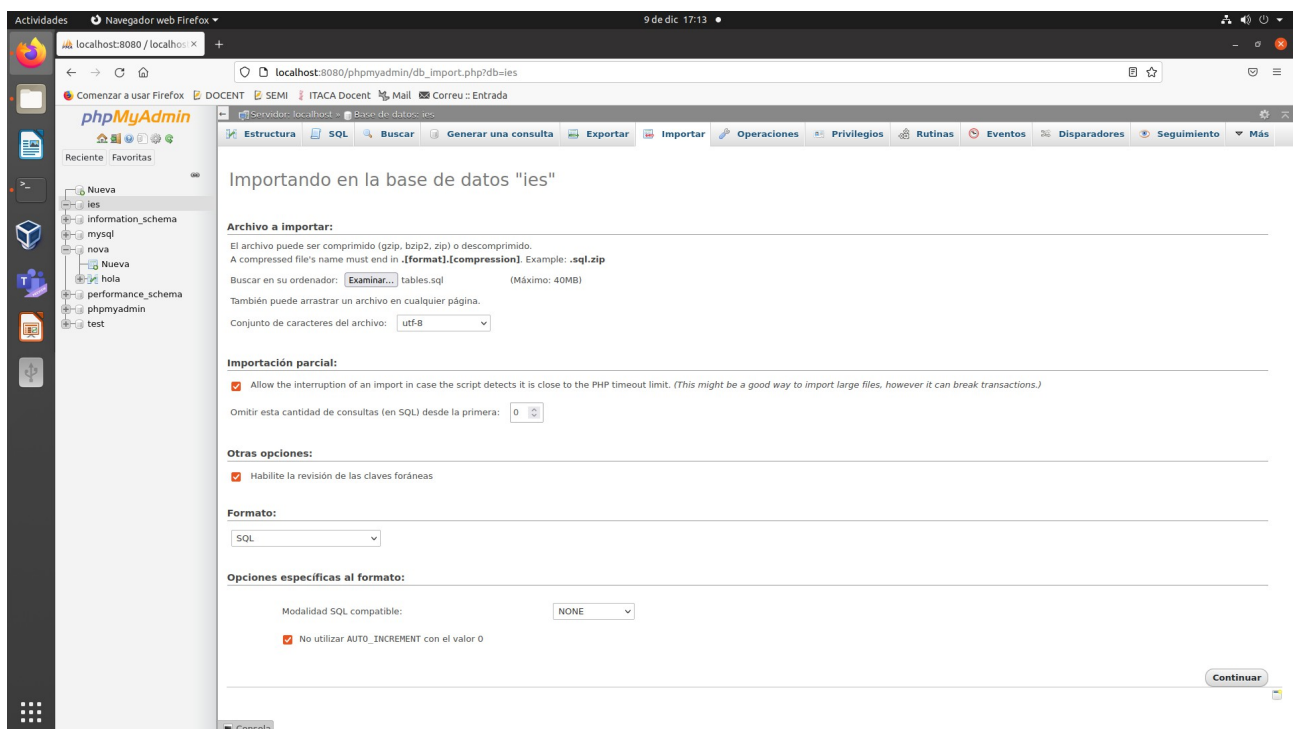 Actividades Navegador web Firefox 9 de dic 17:13
localhost:8080 / localhos
localhost:8080/phpmyadmin/db_import.php?db=ies
Comenzar a usar Firefox DOCENT SEMI ITACA Docent Mail Correu :: Entrada
phpMyAdmin
Reciente Favoritas
Nueva
ies
information_schema
mysql
nova
Nueva
hola
performance_schema
phpmyadmin
test
Servidor: localhost » Base de datos: ies
Estructura SQL Buscar Generar una consulta Exportar Importar Operaciones Privilegios Rutinas Eventos Disparadores Seguimiento Más
Importando en la base de datos "ies"
Archivo a importar:
El archivo puede ser comprimido (gzip, bzip2, zip) o descomprimido.
A compressed file's name must end in .[format].[compression]. Example: .sql.zip
Buscar en su ordenador: Examinar... tables.sql (Máximo: 40MB)
También puede arrastrar un archivo en cualquier página.
Conjunto de caracteres del archivo: utf-8
Importación parcial:
Allow the interruption of an import in case the script detects it is close to the PHP timeout limit. (This might be a good way to import large files, however it can break transactions.)
Omitir esta cantidad de consultas (en SQL) desde la primera: 0
Otras opciones:
Habilite la revisión de las claves foráneas
Formato:
SQL
Opciones específicas al formato:
Modalidad SQL compatible: NONE
No utilizar AUTO_INCREMENT con el valor 0
Continuar
Consola